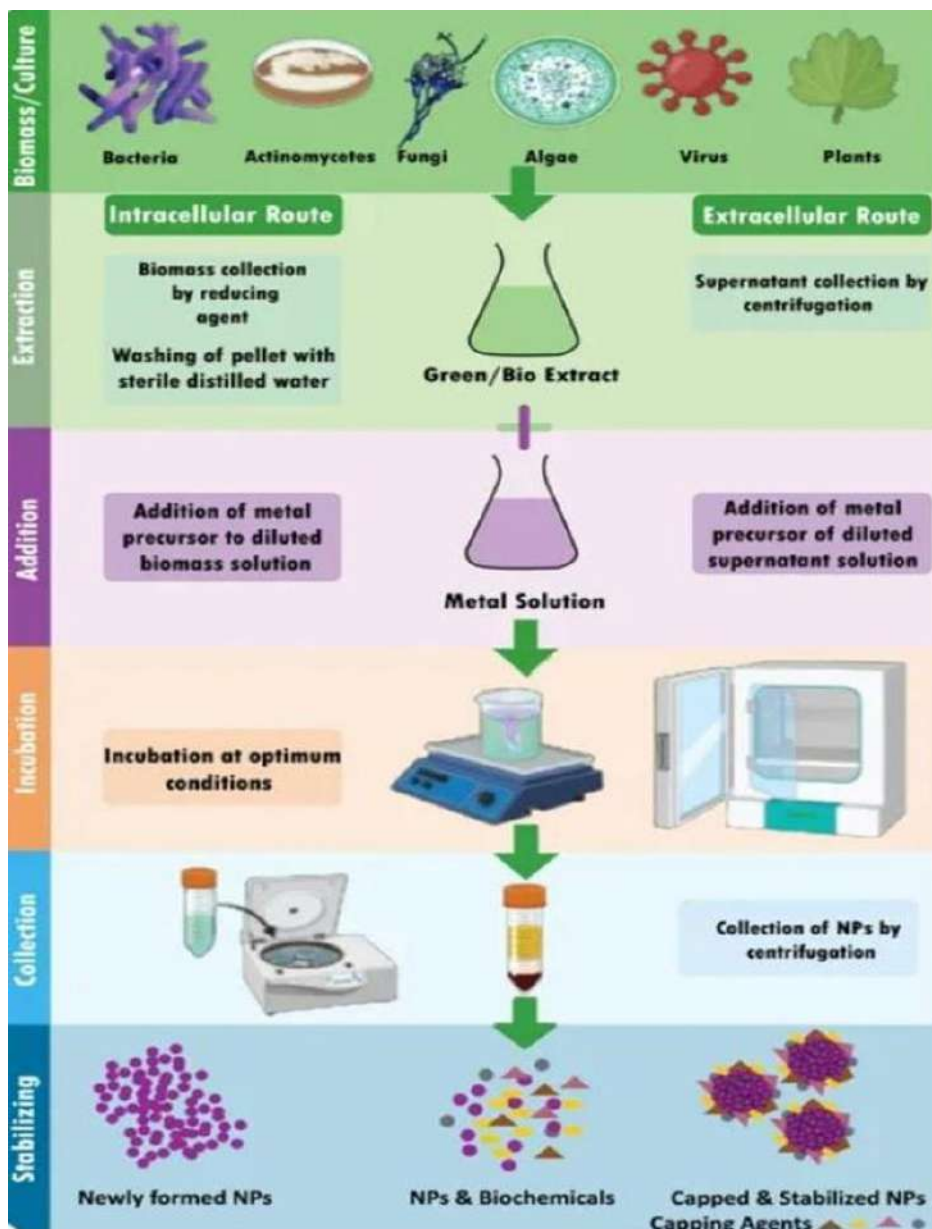 Biomass/Culture
Bacteria
Actinomycetes
Fungi
Algae
Virus
Plants
Extraction
Intracellular Route
Extracellular Route
Biomass collection
by reducing
agent
Washing of pellet with
sterile distilled water
Green/Bio Extract
Supernatant collection by
centrifugation
Addition
Addition of metal
precursor to diluted
biomass solution
Metal Solution
Addition of metal
precursor of diluted
supernatant solution
Incubation
Incubation at optimum
conditions
Collection
Collection of NPs by
centrifugation
Stabilizing
Newly formed NPs
NPs & Biochemicals
Capped & Stabilized NPs
Capping Agents